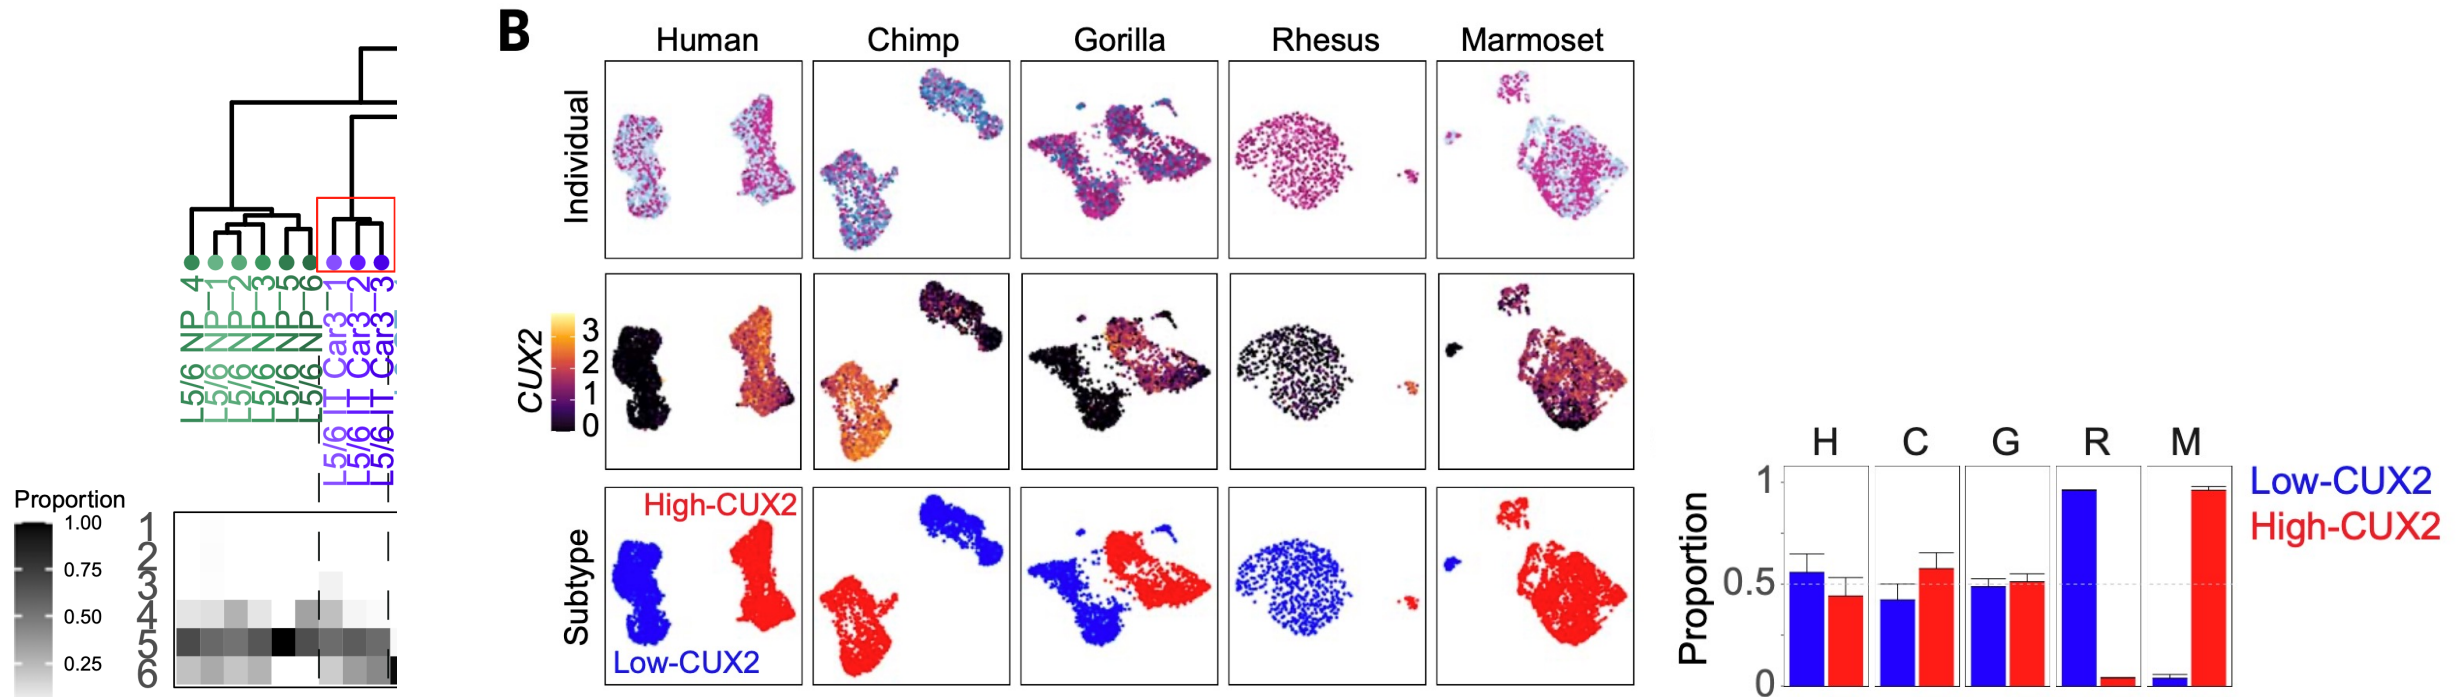 B
Human
Chimp
Gorilla
Rhesus
Marmoset
Individual
CUX2
3
2
1
0
Subtype
High-CUX2
Low-CUX2
L5/6 NP_4
L5/6 NP_1
L5/6 NP_2
L5/6 NP_3
L5/6 NP_5
L5/6 NP_6
L5/6 IT Car3_1
L5/6 IT Car3_2
L5/6 IT Car3_3
Proportion
1.00
0.75
0.50
0.25
1
2
3
4
5
6
H
C
G
R
M
Proportion
1
0.5
0
Low-CUX2
High-CUX2